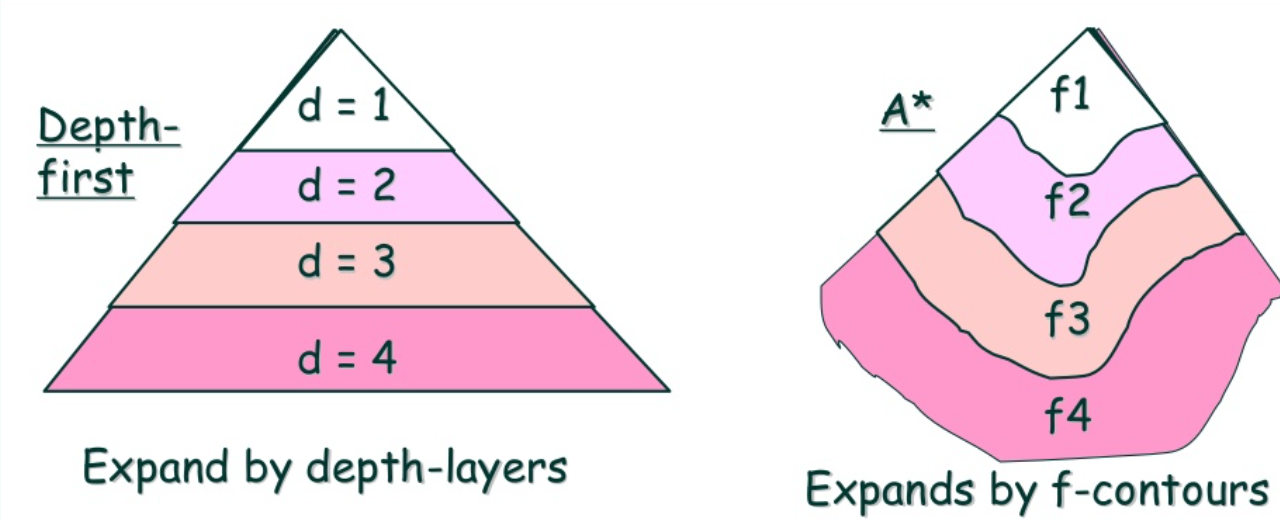 Depth-
first
d = 1
d = 2
d = 3
d = 4
Expand by depth-layers
A*
f1
f2
f3
f4
Expands by f-contours